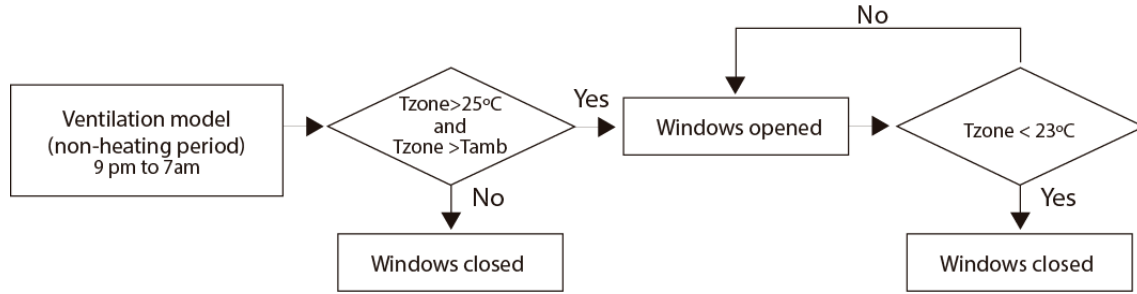 No
Ventilation model
(non-heating period)
9 pm to 7am
Tzone>25ºC
and
Tzone >Tamb
Yes
Windows opened
Tzone < 23ºC
No
Yes
Windows closed
Windows closed